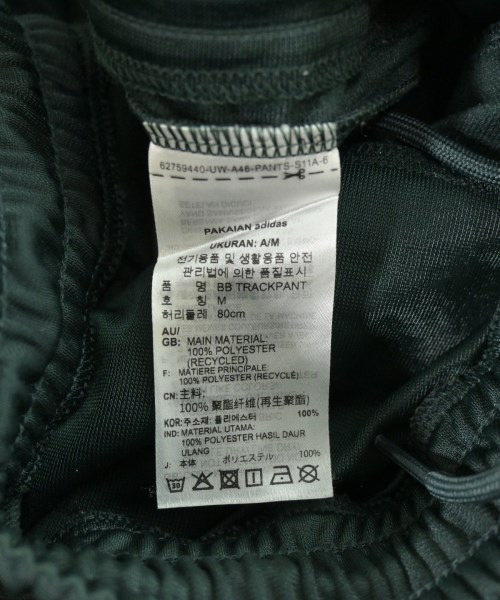 62759440-UW-A46-PANTS-S11A-6
PAKAIAN adidas
UKURAN: A/M
전기용품 및 생활용품 안전
관리법에 의한 품질표시
품 명 BB TRACKPANT
호 칭 M
허리둘레 80cm
AU/
GB: MAIN MATERIAL-
100% POLYESTER
(RECYCLED)
F: MATIERE PRINCIPALE
100% POLYESTER (RECYCLÉ)
CN: 主料:
100% 聚酯纤维(再生聚酯)
KOR: 주소재: 폴리에스터 100%
IND: MATERIAL UTAMA:
100% POLYESTER HASIL DAUR
ULANG
J: 本体 ポリエステル 100%
30